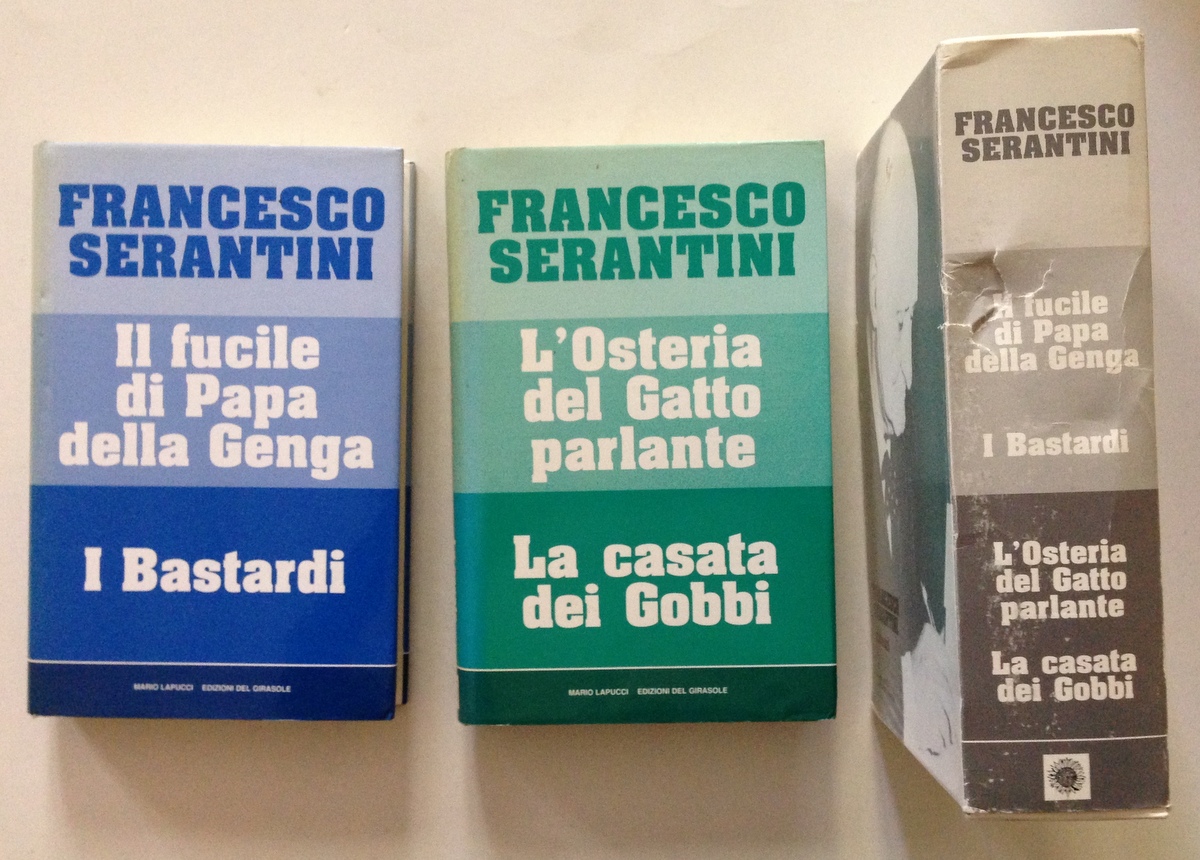 FRANCESCO
SERANTINI
Il fucile
di Papa
della Genga
I Bastardi
MARIO LAPUCCI EDIZIONI DEL GIRASOLE
FRANCESCO
SERANTINI
L'Osteria
del Gatto
parlante
La casata
dei Gobbi
MARIO LAPUCCI EDIZIONI DEL GIRASOLE
FRANCESCO
SERANTINI
Il fucile
di Papa
della Genga
I Bastardi
L'Osteria
del Gatto
parlante
La casata
dei Gobbi